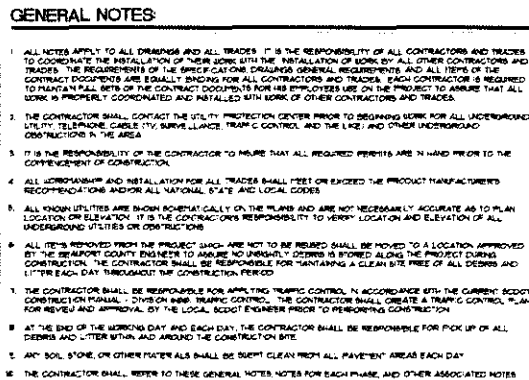 GENERAL NOTES:
1 ALL NOTES APPLY TO ALL DRAWINGS AND ALL TRADES IT IS THE RESPONSIBILITY OF ALL CONTRACTORS AND TRADES
TO COORDINATE THE INSTALLATION OF THEIR WORK WITH THE INSTALLATION OF WORK BY ALL OTHER CONTRACTORS AND
TRADES. THE REQUIREMENTS OF THE SPECIFICATIONS, DRAWINGS GENERAL REQUIREMENTS AND ALL ITEMS OF THE
CONTRACT DOCUMENTS ARE EQUALLY BINDING FOR ALL CONTRACTORS AND TRADES. EACH CONTRACTOR IS REQUIRED
TO MAINTAIN FULL SETS OF THE CONTRACT DOCUMENTS FOR HIS EMPLOYEES USE ON THE PROJECT TO ASSURE THAT ALL
WORK IS PROPERLY COORDINATED AND INSTALLED WITH WORK OF OTHER CONTRACTORS AND TRADES.
2. THE CONTRACTOR SHALL CONTACT THE UTILITY PROTECTION CENTER PRIOR TO BEGINNING WORK FOR ALL UNDERGROUND
UTILITY, TELEPHONE, CABLE (TV, SURVEILLANCE, TRAFFIC CONTROL AND THE LIKE) AND OTHER UNDERGROUND
OBSTRUCTIONS IN THE AREA
3 IT IS THE RESPONSIBILITY OF THE CONTRACTOR TO INSURE THAT ALL REQUIRED PERMITS ARE IN HAND PRIOR TO THE
COMMENCEMENT OF CONSTRUCTION.
4 ALL WORKMANSHIP AND INSTALLATION FOR ALL TRADES SHALL MEET OR EXCEED THE PRODUCT MANUFACTURER'S
RECOMMENDATIONS AND/OR ALL NATIONAL STATE AND LOCAL CODES
5. ALL KNOWN UTILITIES ARE SHOWN SCHEMATICALLY ON THE PLANS AND ARE NOT NECESSARILY ACCURATE AS TO PLAN
LOCATION OR ELEVATION IT IS THE CONTRACTOR'S RESPONSIBILITY TO VERIFY LOCATION AND ELEVATION OF ALL
UNDERGROUND UTILITIES OR OBSTRUCTIONS
6 ALL ITEMS REMOVED FROM THE PROJECT WHICH ARE NOT TO BE REUSED SHALL BE MOVED TO A LOCATION APPROVED
BY THE BEAUFORT COUNTY ENGINEER TO ASSURE NO UNSIGHTLY DEBRIS IS STORED ALONG THE PROJECT DURING
CONSTRUCTION. THE CONTRACTOR SHALL BE RESPONSIBLE FOR MAINTAINING A CLEAN SITE FREE OF ALL DEBRIS AND
LITTER EACH DAY THROUGHOUT THE CONSTRUCTION PERIOD
7. THE CONTRACTOR SHALL BE RESPONSIBLE FOR APPLYING TRAFFIC CONTROL IN ACCORDANCE WITH THE CURRENT SCDOT
CONSTRUCTION MANUAL - DIVISION TRAFFIC CONTROL. THE CONTRACTOR SHALL CREATE A TRAFFIC CONTROL PLAN
FOR REVIEW AND APPROVAL BY THE LOCAL SCDOT ENGINEER PRIOR TO PERFORMING CONSTRUCTION
8 AT THE END OF THE WORKING DAY AND EACH DAY, THE CONTRACTOR SHALL BE RESPONSIBLE FOR PICK UP OF ALL
DEBRIS AND LITTER WITHIN AND AROUND THE CONSTRUCTION SITE
9. ANY SOIL, STONE, OR OTHER MATERIALS SHALL BE SWEPT CLEAN FROM ALL PAVEMENT AREAS EACH DAY
10 THE CONTRACTOR SHALL REFER TO THESE GENERAL NOTES, NOTES FOR EACH PHASE, AND OTHER ASSOCIATED NOTES